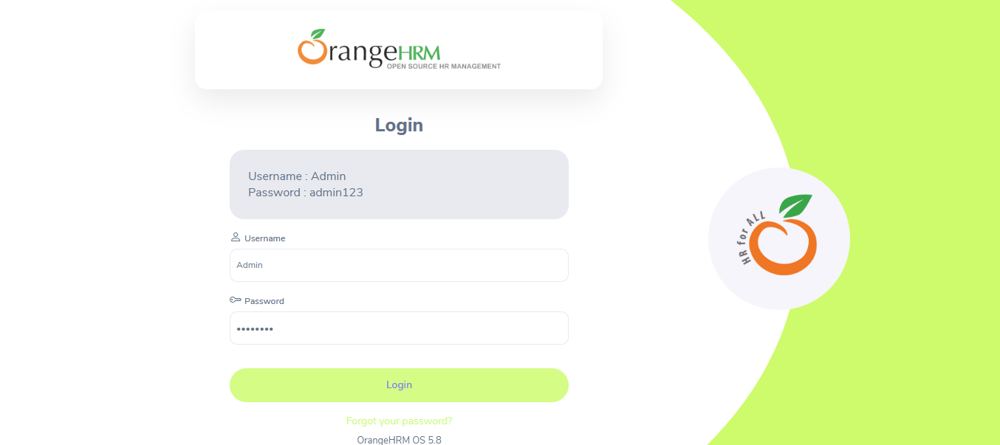 OrangeHRM
OPEN SOURCE HR MANAGEMENT
Login
Username : Admin
Password : admin123
Username
Admin
Password
••••••••
Login
Forgot your password?
OrangeHRM OS 5.8
HR for ALL